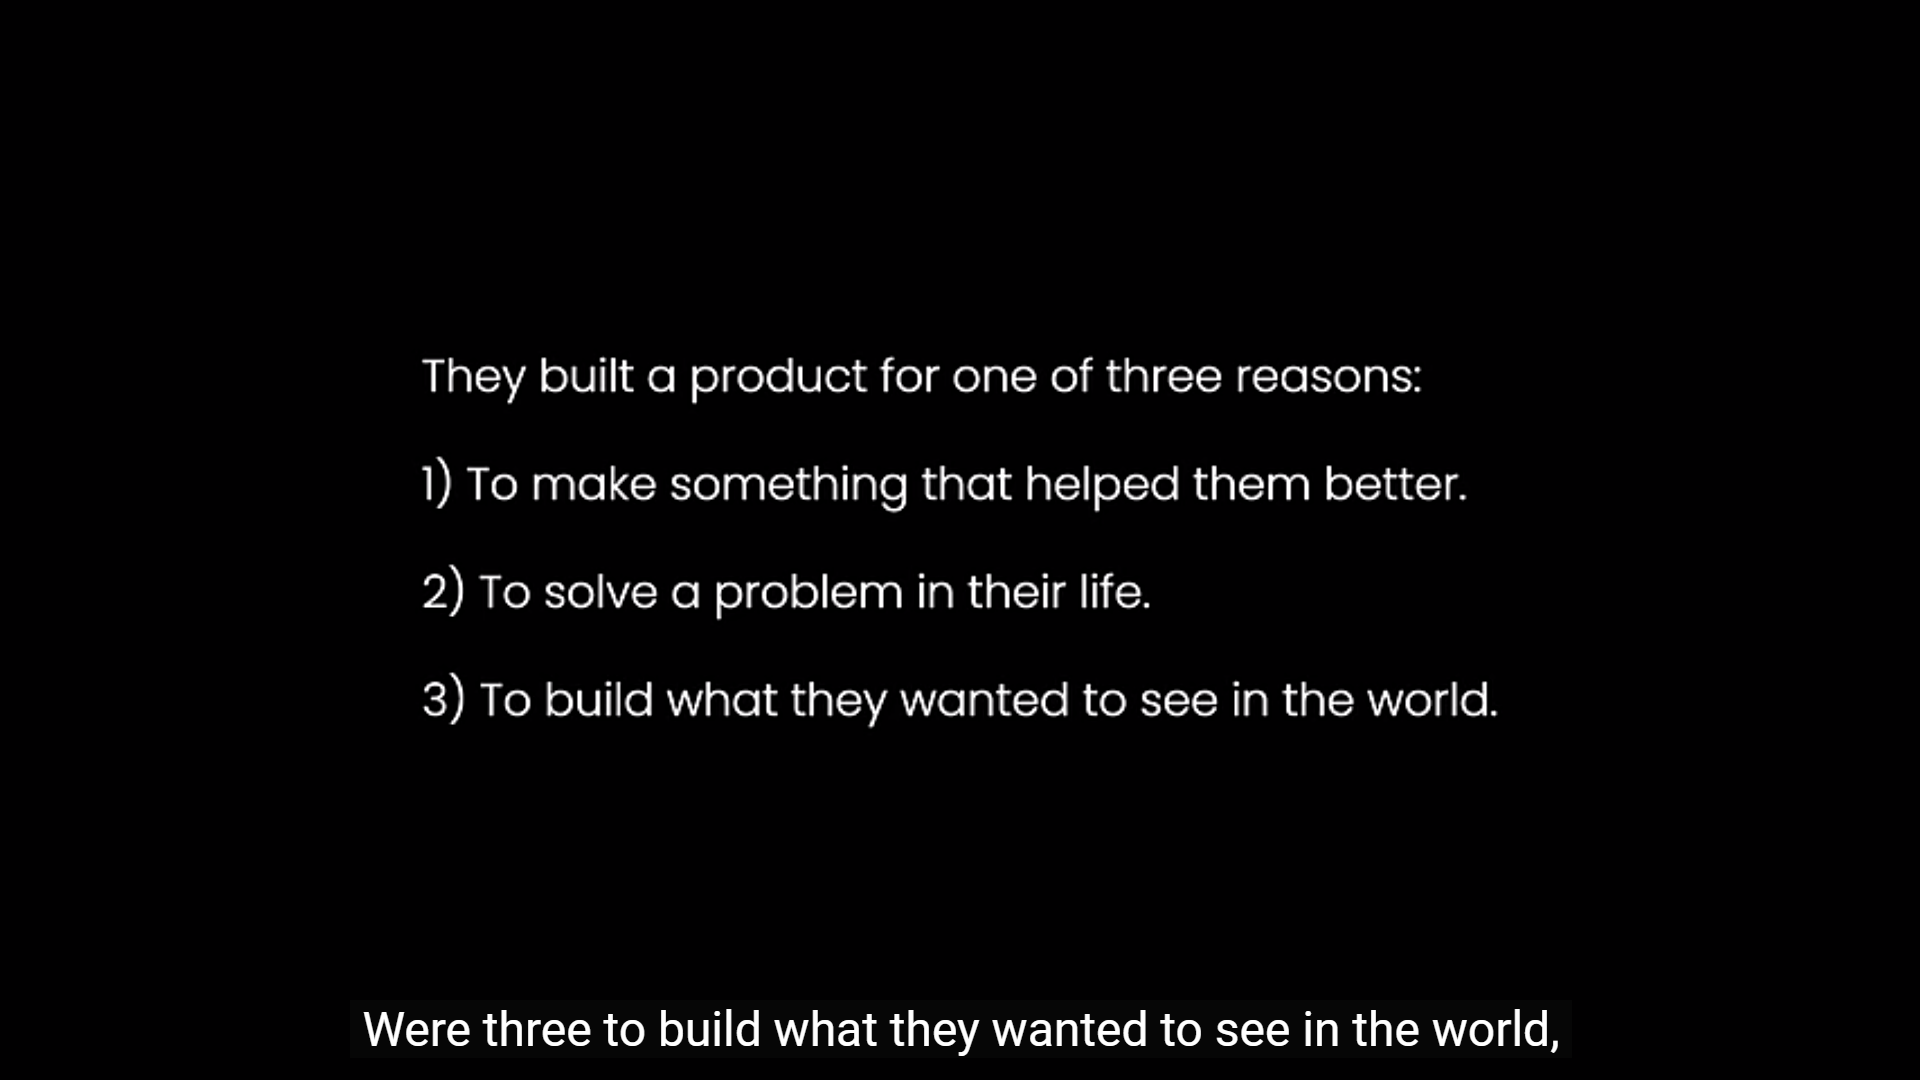 They built a product for one of three reasons:
1) To make something that helped them better.
2) To solve a problem in their life.
3) To build what they wanted to see in the world.
Were three to build what they wanted to see in the world,